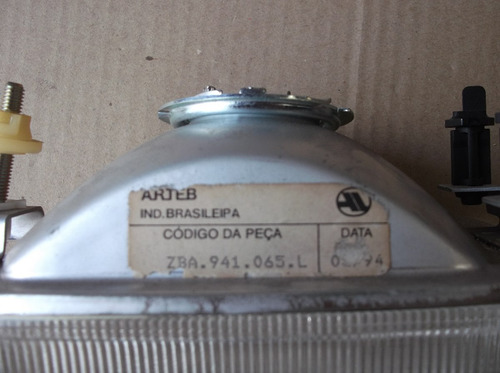 ARTEB
IND.BRASILEIPA
CÓDIGO DA PEÇA DATA
ZBA.941.065.L